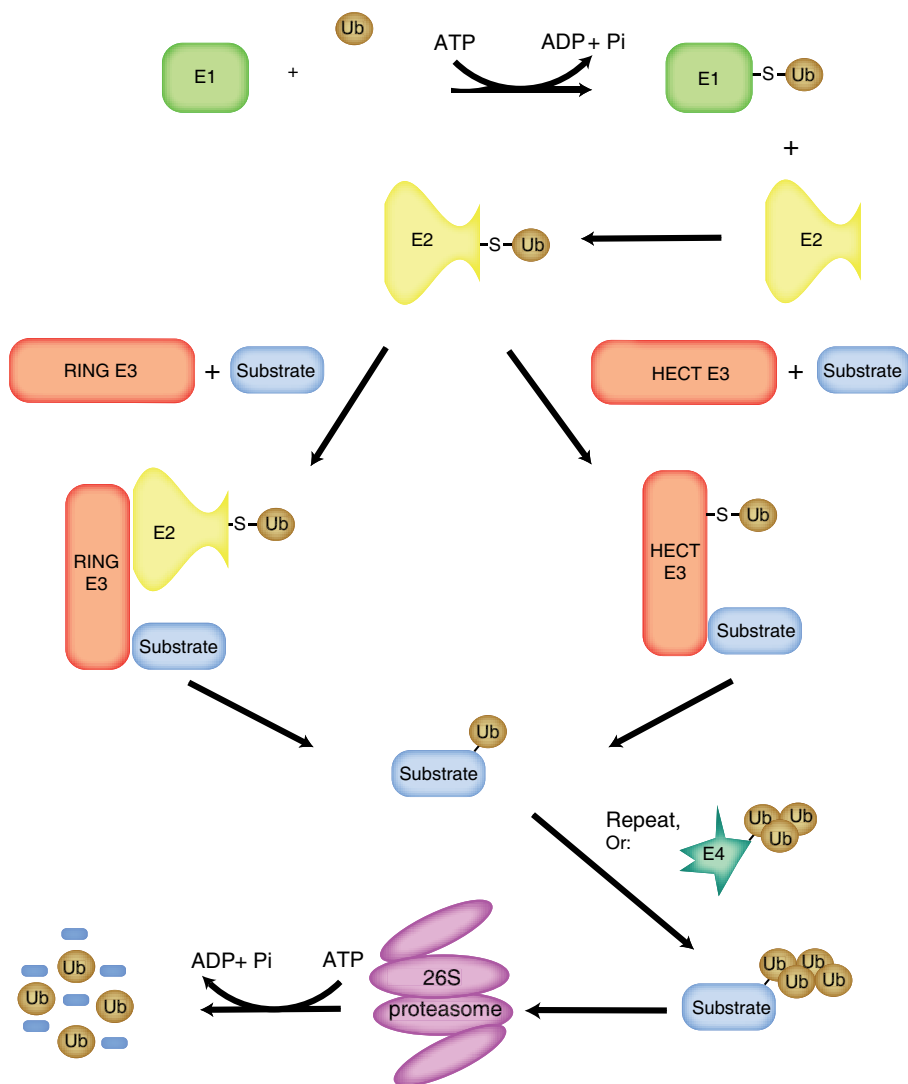 E1
+
Ub
ATP
ADP + Pi
E1
S
Ub
+
E2
S
Ub
E2
RING E3
+
Substrate
HECT E3
+
Substrate
RING
E3
E2
S
Ub
Substrate
HECT
E3
S
Ub
Substrate
Ub
Substrate
Repeat,
Or:
E4
Ub
Ub
Ub
Ub
Ub
Ub
Ub
Ub
Substrate
26S
proteasome
ATP
ADP+ Pi
Ub
Ub
Ub
Ub